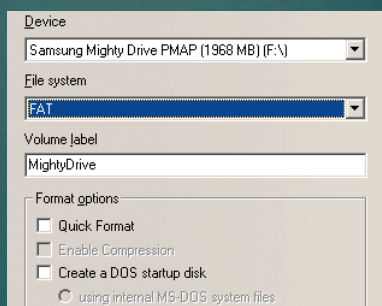 Device
Samsung Mighty Drive PMAP (1968 MB) (F:\)
File system
FAT
Volume label
MightyDrive
Format options
Quick Format
Enable Compression
Create a DOS startup disk
using internal MS-DOS system files